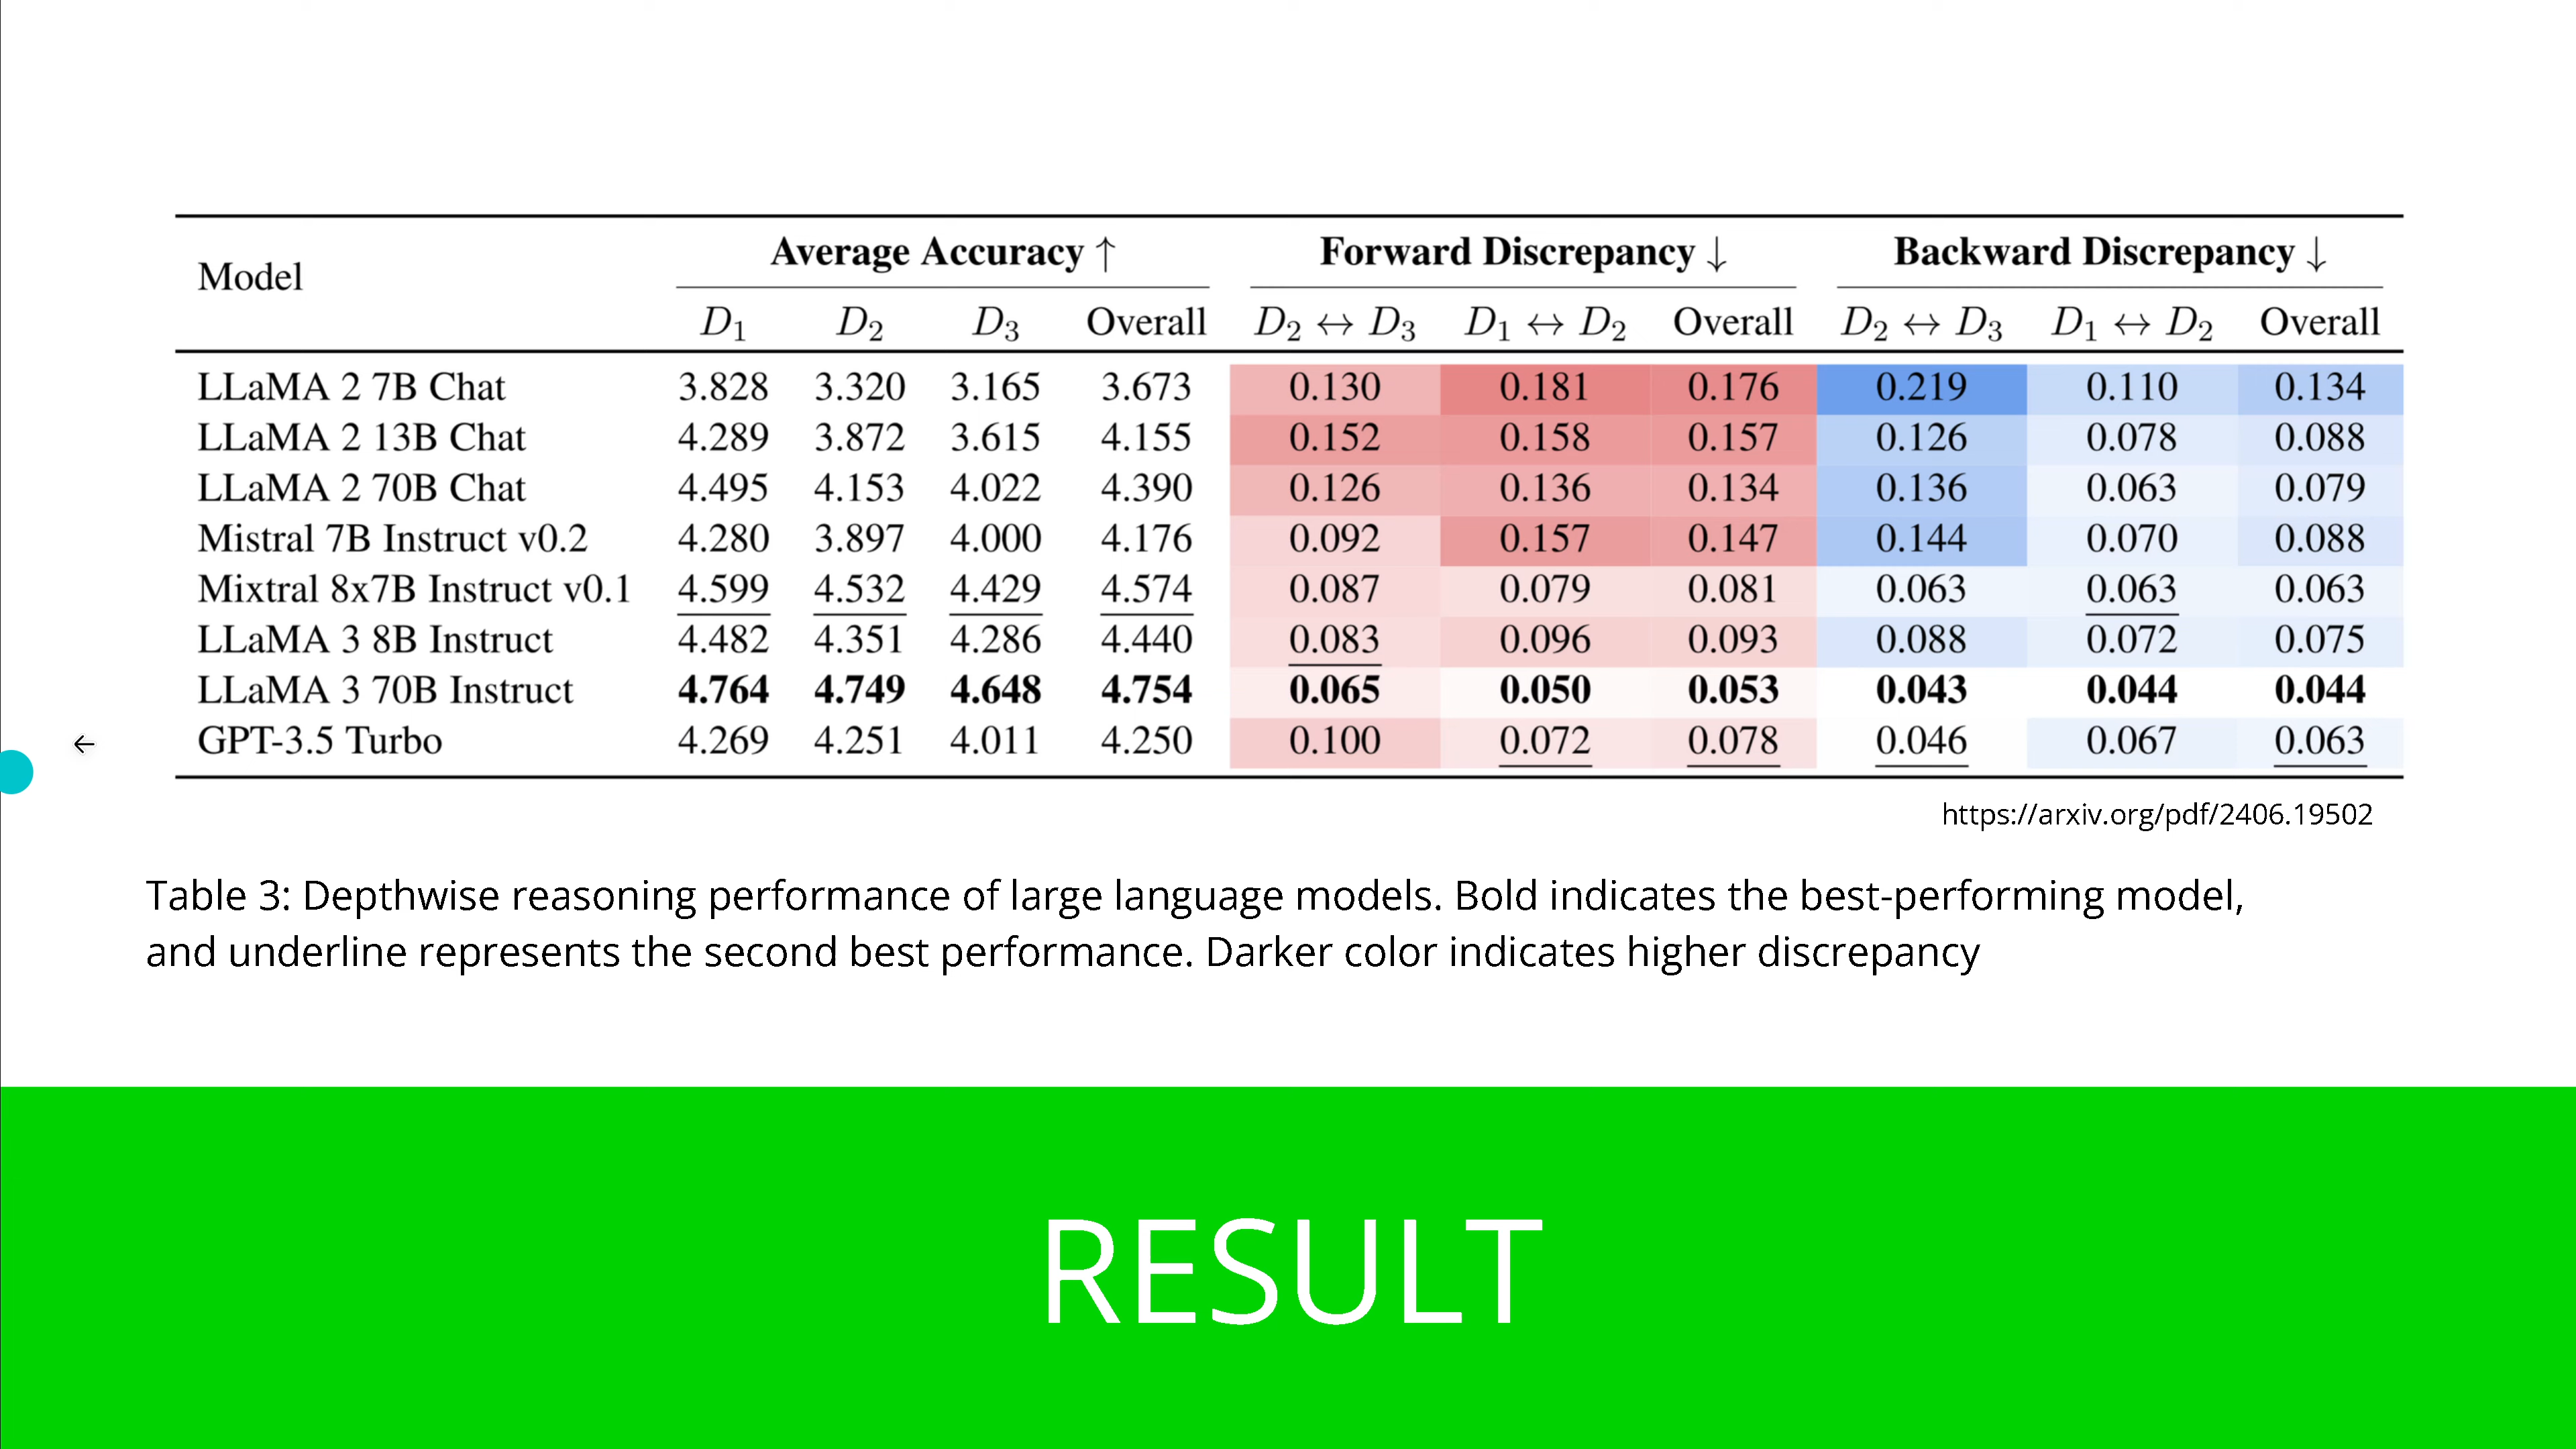 Model Average Accuracy ↑ Forward Discrepancy ↓ Backward Discrepancy ↓
D1 D2 D3 Overall D2 ↔ D3 D1 ↔ D2 Overall D2 ↔ D3 D1 ↔ D2 Overall
LLaMA 2 7B Chat 3.828 3.320 3.165 3.673 0.130 0.181 0.176 0.219 0.110 0.134
LLaMA 2 13B Chat 4.289 3.872 3.615 4.155 0.152 0.158 0.157 0.126 0.078 0.088
LLaMA 2 70B Chat 4.495 4.153 4.022 4.390 0.126 0.136 0.134 0.136 0.063 0.079
Mistral 7B Instruct v0.2 4.280 3.897 4.000 4.176 0.092 0.157 0.147 0.144 0.070 0.088
Mixtral 8x7B Instruct v0.1 4.599 4.532 4.429 4.574 0.087 0.079 0.081 0.063 0.063 0.063
LLaMA 3 8B Instruct 4.482 4.351 4.286 4.440 0.083 0.096 0.093 0.088 0.072 0.075
LLaMA 3 70B Instruct 4.764 4.749 4.648 4.754 0.065 0.050 0.053 0.043 0.044 0.044
GPT-3.5 Turbo 4.269 4.251 4.011 4.250 0.100 0.072 0.078 0.046 0.067 0.063
https://arxiv.org/pdf/2406.19502
Table 3: Depthwise reasoning performance of large language models. Bold indicates the best-performing model,
and underline represents the second best performance. Darker color indicates higher discrepancy
RESULT